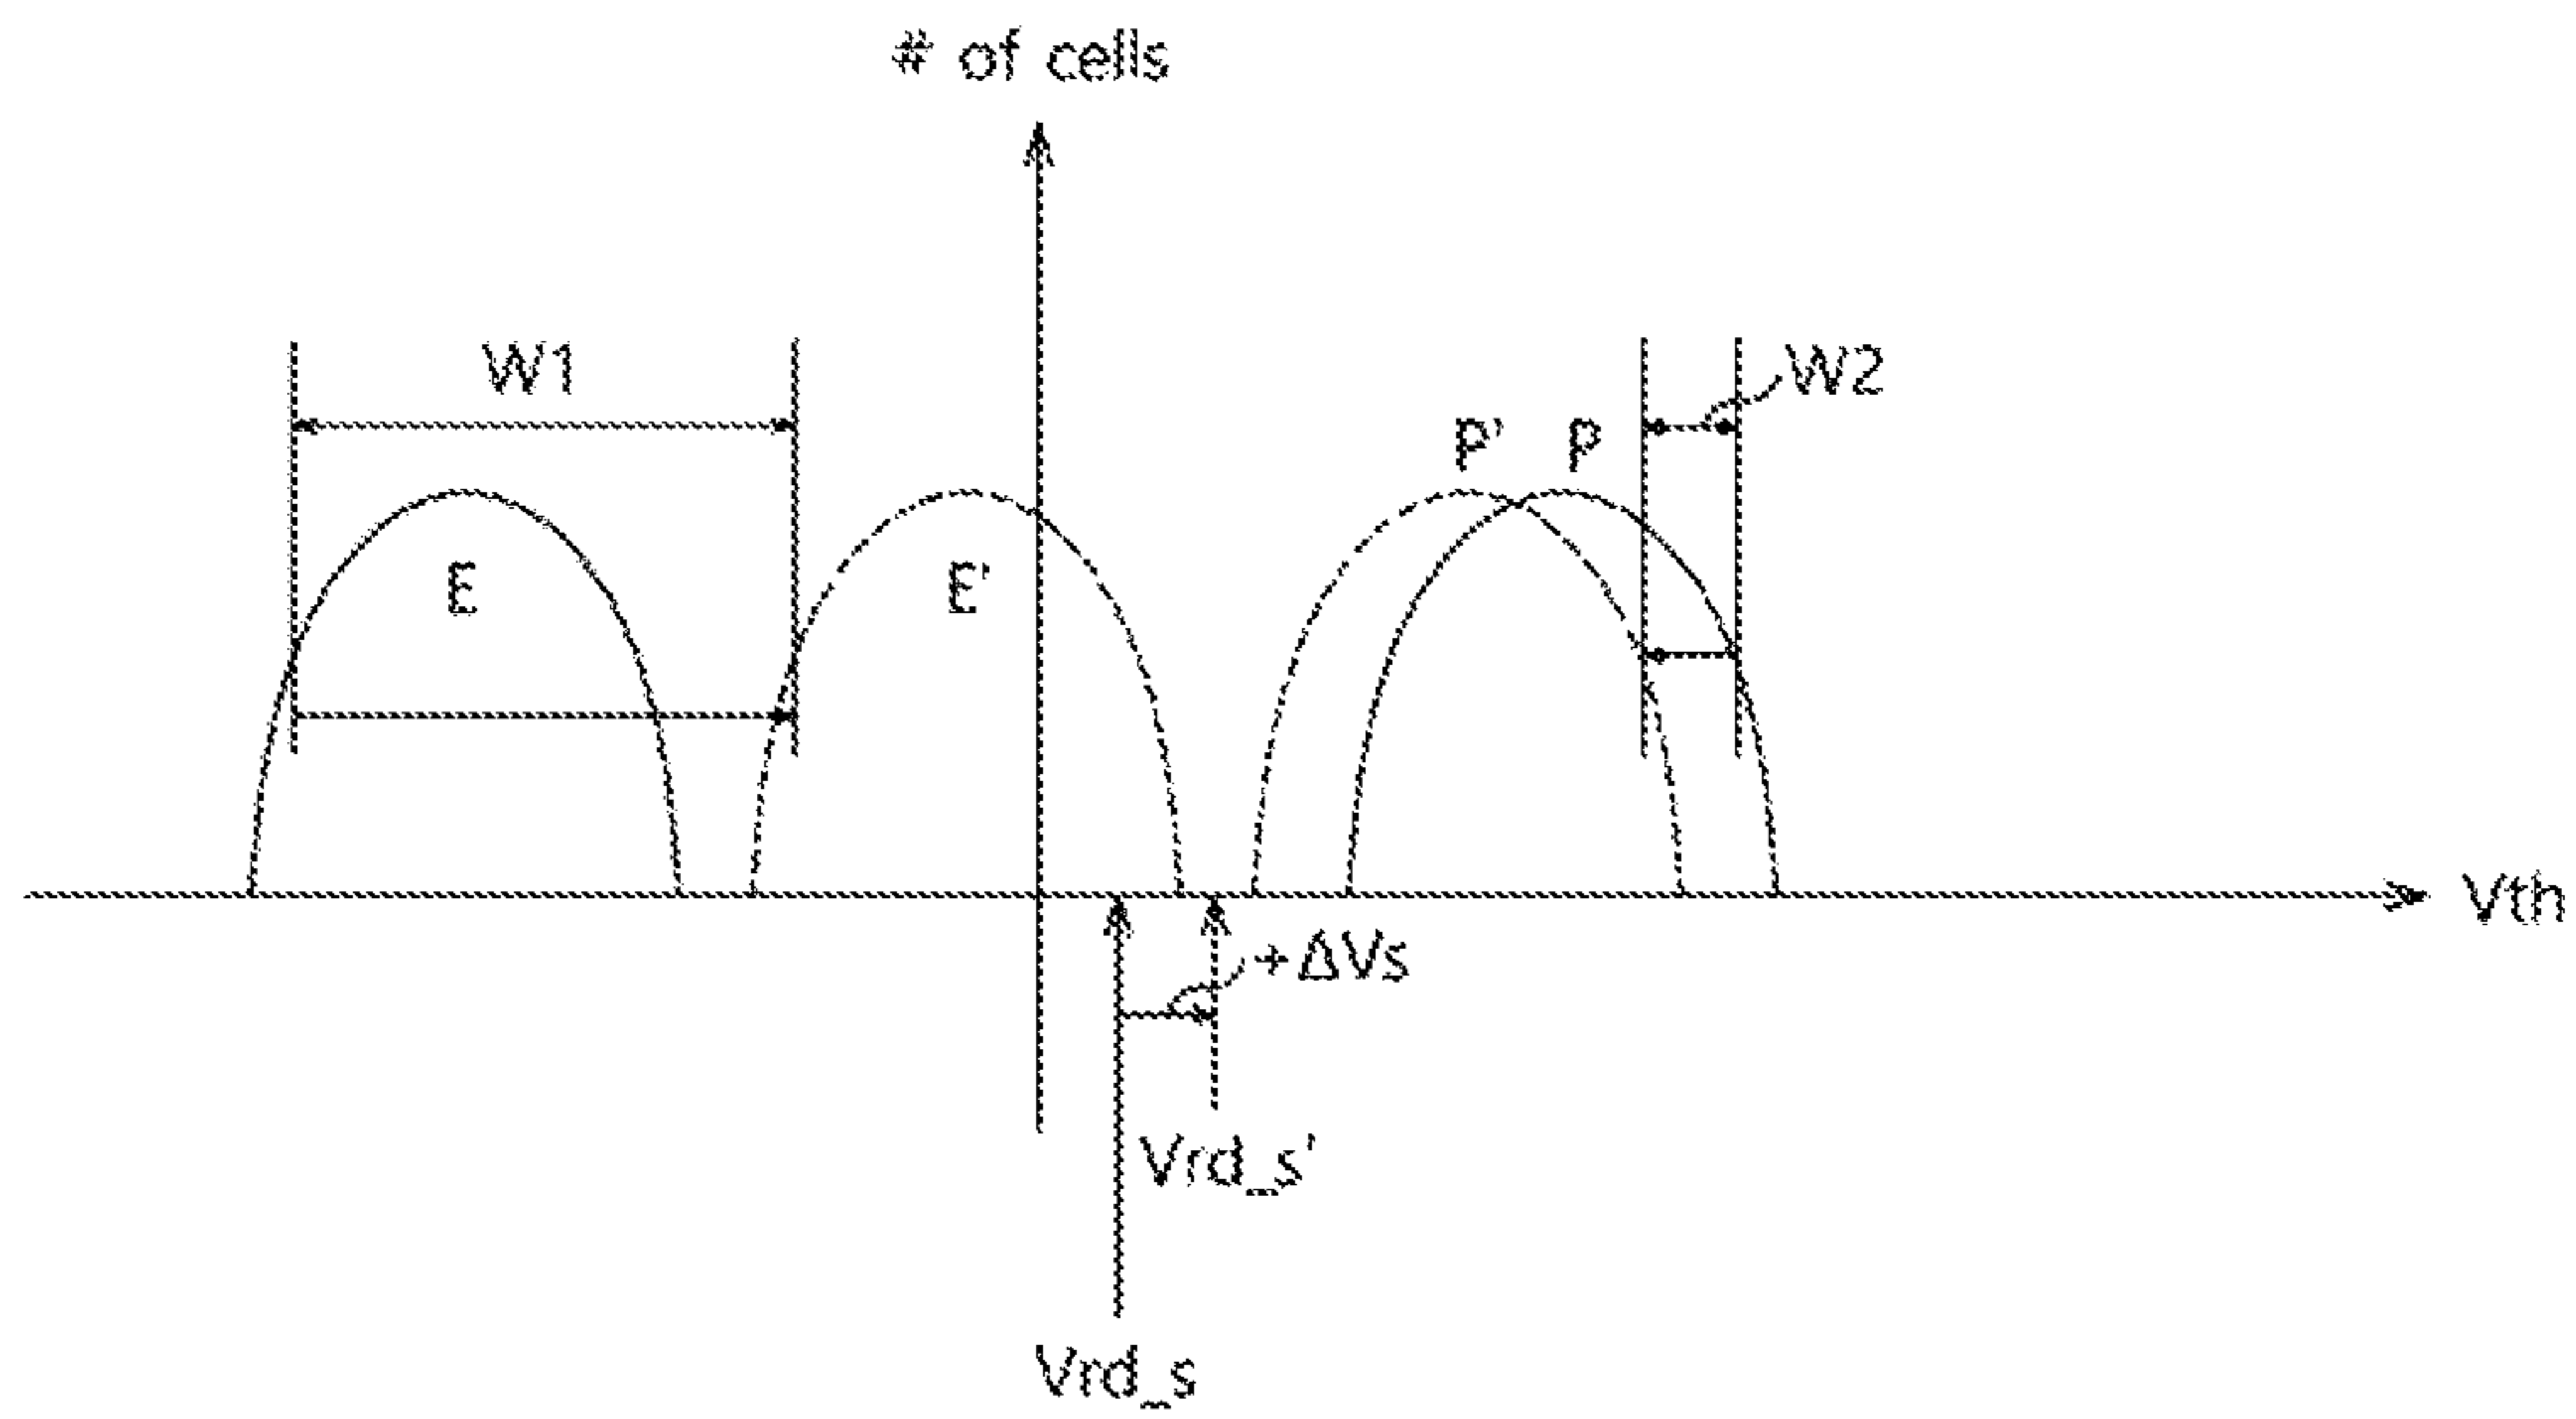 # of cells
W1
W2
P'
P
E
E'
Vth
+ΔVs
Vrd_s'
Vrd_s